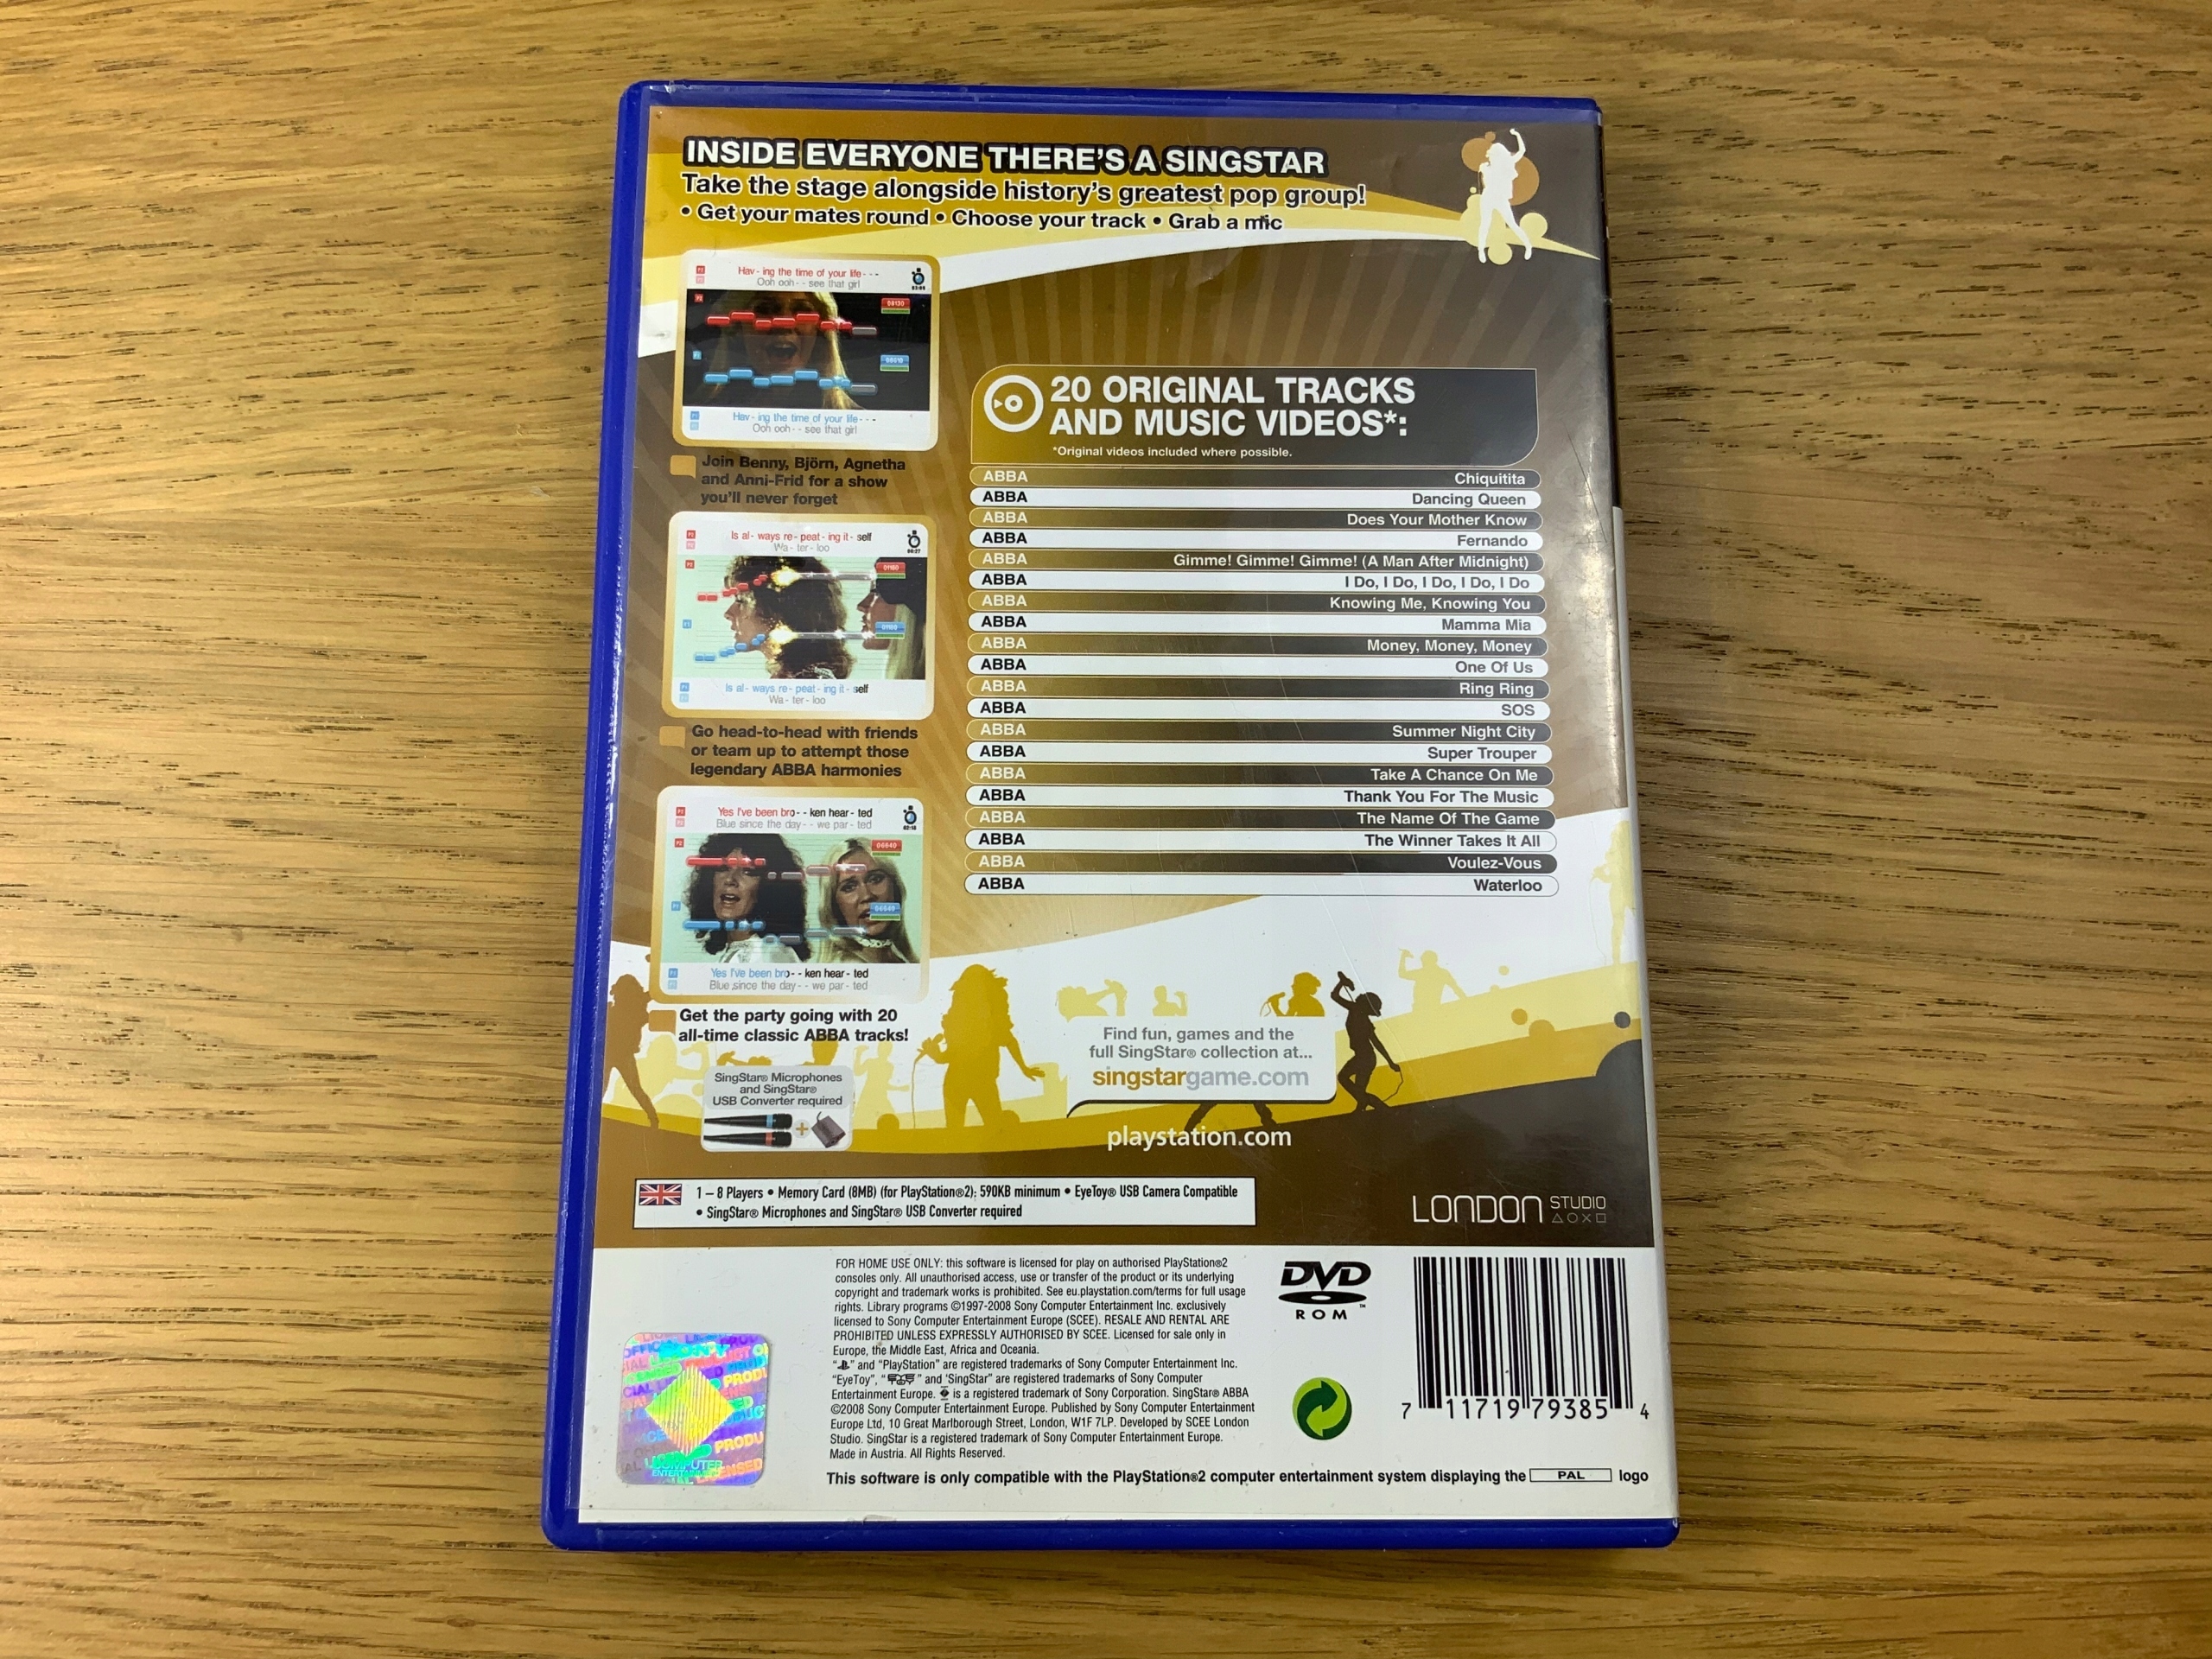 INSIDE EVERYONE THERE'S A SINGSTAR
Take the stage alongside history's greatest pop group!
• Get your mates round • Choose your track • Grab a mic
Hav - ing the time of your life - - -
Ooh ooh - - see that girl
Hav - ing the time of your life - - -
Ooh ooh - - see that girl
Join Benny, Björn, Agnetha
and Anni-Frid for a show
you'll never forget
Is al - ways re - peat - ing it - self
Wa - ter - loo
Is al - ways re - peat - ing it - self
Wa - ter - loo
Go head-to-head with friends
or team up to attempt those
legendary ABBA harmonies
Yes I've been bro - - ken hear - ted
Blue since the day - - we par - ted
Yes I've been bro - - ken hear - ted
Blue since the day - - we par - ted
Get the party going with 20
all-time classic ABBA tracks!
SingStar® Microphones
and SingStar®
USB Converter required
20 ORIGINAL TRACKS
AND MUSIC VIDEOS*:
*Original videos included where possible.
ABBA Chiquitita
ABBA Dancing Queen
ABBA Does Your Mother Know
ABBA Fernando
ABBA Gimme! Gimme! Gimme! (A Man After Midnight)
ABBA I Do, I Do, I Do, I Do, I Do
ABBA Knowing Me, Knowing You
ABBA Mamma Mia
ABBA Money, Money, Money
ABBA One Of Us
ABBA Ring Ring
ABBA SOS
ABBA Summer Night City
ABBA Super Trouper
ABBA Take A Chance On Me
ABBA Thank You For The Music
ABBA The Name Of The Game
ABBA The Winner Takes It All
ABBA Voulez-Vous
ABBA Waterloo
Find fun, games and the
full SingStar® collection at...
singstargame.com
playstation.com
1 – 8 Players • Memory Card (8MB) (for PlayStation®2): 590KB minimum • EyeToy® USB Camera Compatible
• SingStar® Microphones and SingStar® USB Converter required
LONDON STUDIO
FOR HOME USE ONLY: this software is licensed for play on authorised PlayStation®2
consoles only. All unauthorised access, use or transfer of the product or its underlying
copyright and trademark works is prohibited. See eu.playstation.com/terms for full usage
rights. Library programs ©1997-2008 Sony Computer Entertainment Inc. exclusively
licensed to Sony Computer Entertainment Europe (SCEE). RESALE AND RENTAL ARE
PROHIBITED UNLESS EXPRESSLY AUTHORISED BY SCEE. Licensed for sale only in
Europe, the Middle East, Africa and Oceania.
" " and "PlayStation" are registered trademarks of Sony Computer Entertainment Inc.
"EyeToy", " " and 'SingStar" are registered trademarks of Sony Computer
Entertainment Europe. is a registered trademark of Sony Corporation. SingStar® ABBA
©2008 Sony Computer Entertainment Europe. Published by Sony Computer Entertainment
Europe Ltd, 10 Great Marlborough Street, London, W1F 7LP. Developed by SCEE London
Studio. SingStar is a registered trademark of Sony Computer Entertainment Europe.
Made in Austria. All Rights Reserved.
DVD
ROM
7 11719 79385 4
This software is only compatible with the PlayStation®2 computer entertainment system displaying the PAL logo